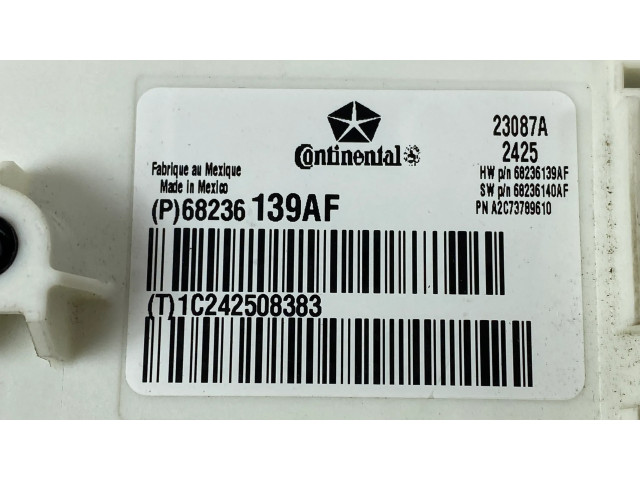 Continental
23087A
2425
HW p/n 68236139AF
SW p/n 68236140AF
PN A2C73789610
Fabrique au Mexique
Made in Mexico
(P)68236 139AF
(T)1C242508383